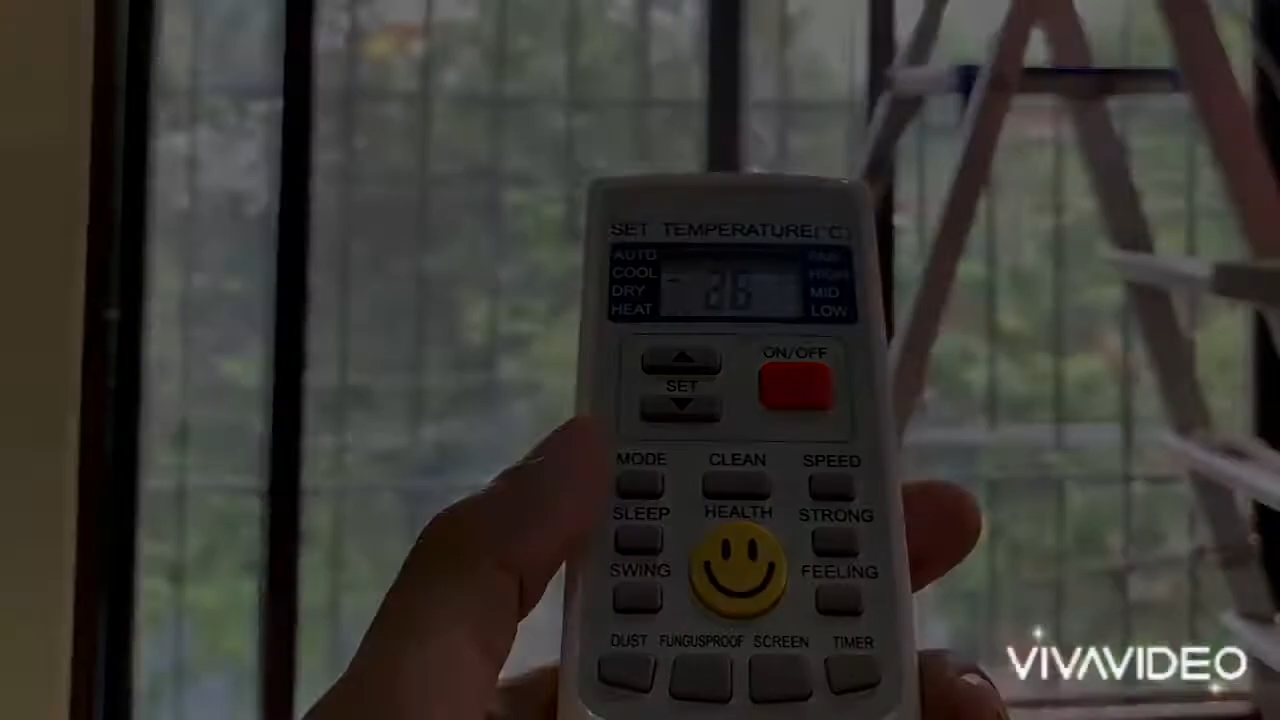 SET TEMPERATURE(°C)
AUTO
COOL
DRY
HEAT
26
HIGH
MID
LOW
ON/OFF
SET
MODE CLEAN SPEED
SLEEP HEALTH STRONG
SWING FEELING
DUST FUNGUSPROOF SCREEN TIMER
VIVAVIDEO